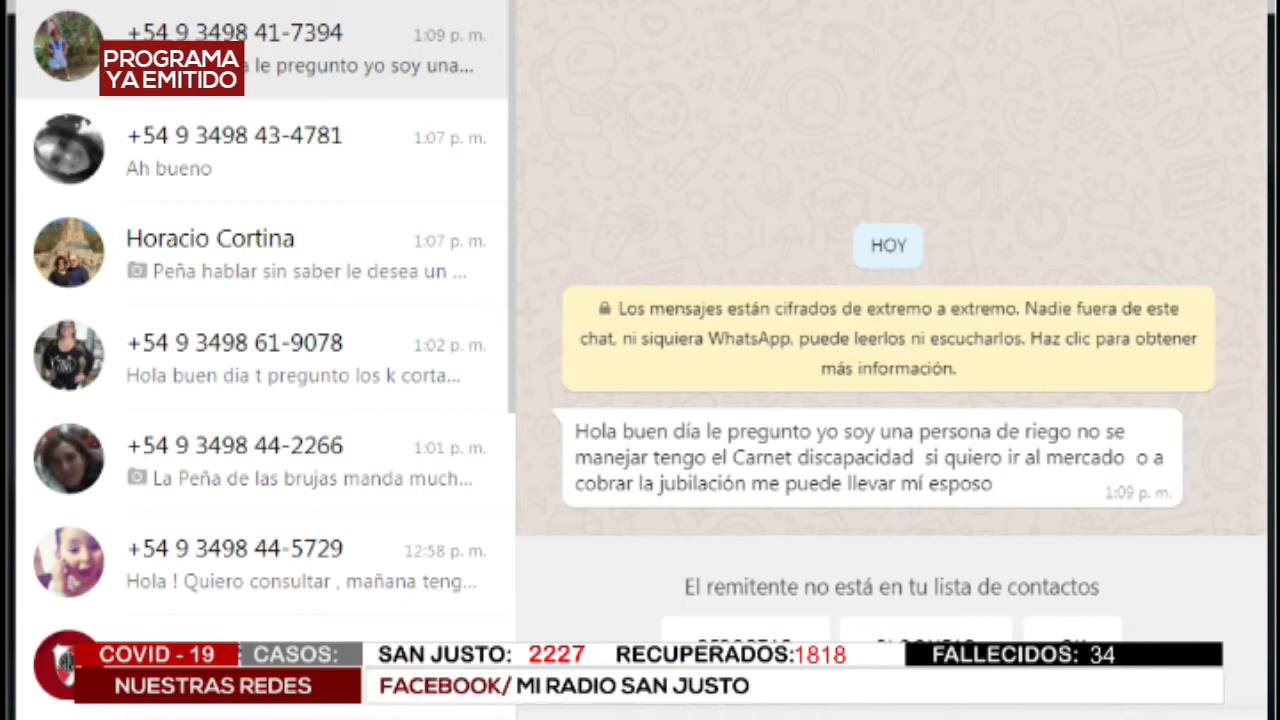 +54 9 3498 41-7394
1:09 p. m.
PROGRAMA
YA EMITIDO
le pregunto yo soy una...
+54 9 3498 43-4781
1:07 p. m.
Ah bueno
Horacio Cortina
1:07 p. m.
Peña hablar sin saber le desea un ...
+54 9 3498 61-9078
1:02 p. m.
Hola buen dia t pregunto los k corta...
+54 9 3498 44-2266
1:01 p. m.
La Peña de las brujas manda much...
+54 9 3498 44-5729
12:58 p. m.
Hola ! Quiero consultar , mañana teng...
HOY
Los mensajes están cifrados de extremo a extremo. Nadie fuera de este
chat, ni siquiera WhatsApp, puede leerlos ni escucharlos. Haz clic para obtener
más información.
Hola buen día le pregunto yo soy una persona de riego no se
manejar tengo el Carnet discapacidad si quiero ir al mercado o a
cobrar la jubilación me puede llevar mí esposo
1:09 p. m.
El remitente no está en tu lista de contactos
COVID - 19 CASOS: SAN JUSTO: 2227 RECUPERADOS:1818 FALLECIDOS: 34
NUESTRAS REDES FACEBOOK/ MI RADIO SAN JUSTO